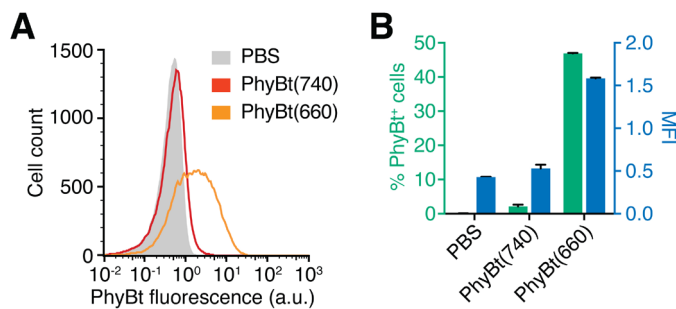 A
1500
1000
500
0
Cell count
10⁻² 10⁻¹ 10⁰ 10¹ 10² 10³
PhyBt fluorescence (a.u.)
PBS
PhyBt(740)
PhyBt(660)
B
50
40
30
20
10
0
% PhyBt⁺ cells
2.0
1.5
1.0
0.5
0.0
MFI
PBS
PhyBt(740)
PhyBt(660)